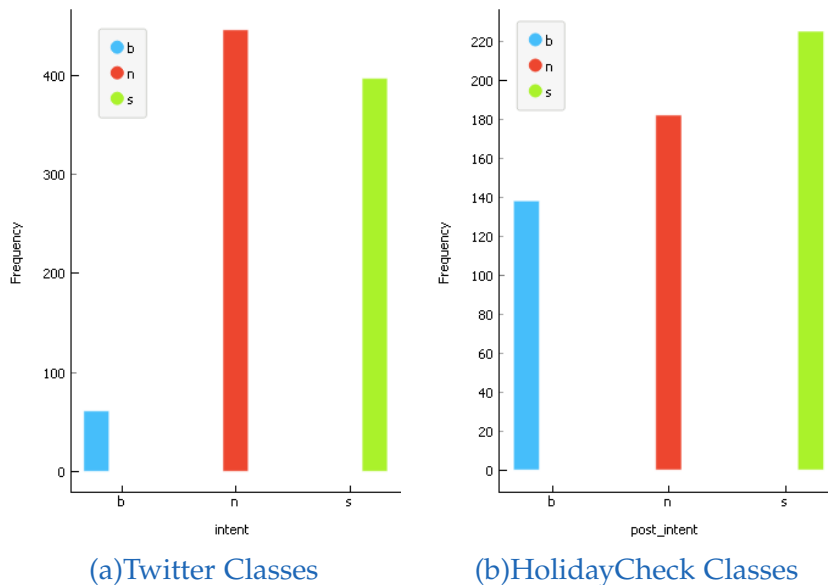 b
n
s
400
300
200
100
0
Frequency
b n s
intent
(a)Twitter Classes
b
n
s
220
200
180
160
140
120
100
80
60
40
20
0
Frequency
b n s
post_intent
(b)HolidayCheck Classes